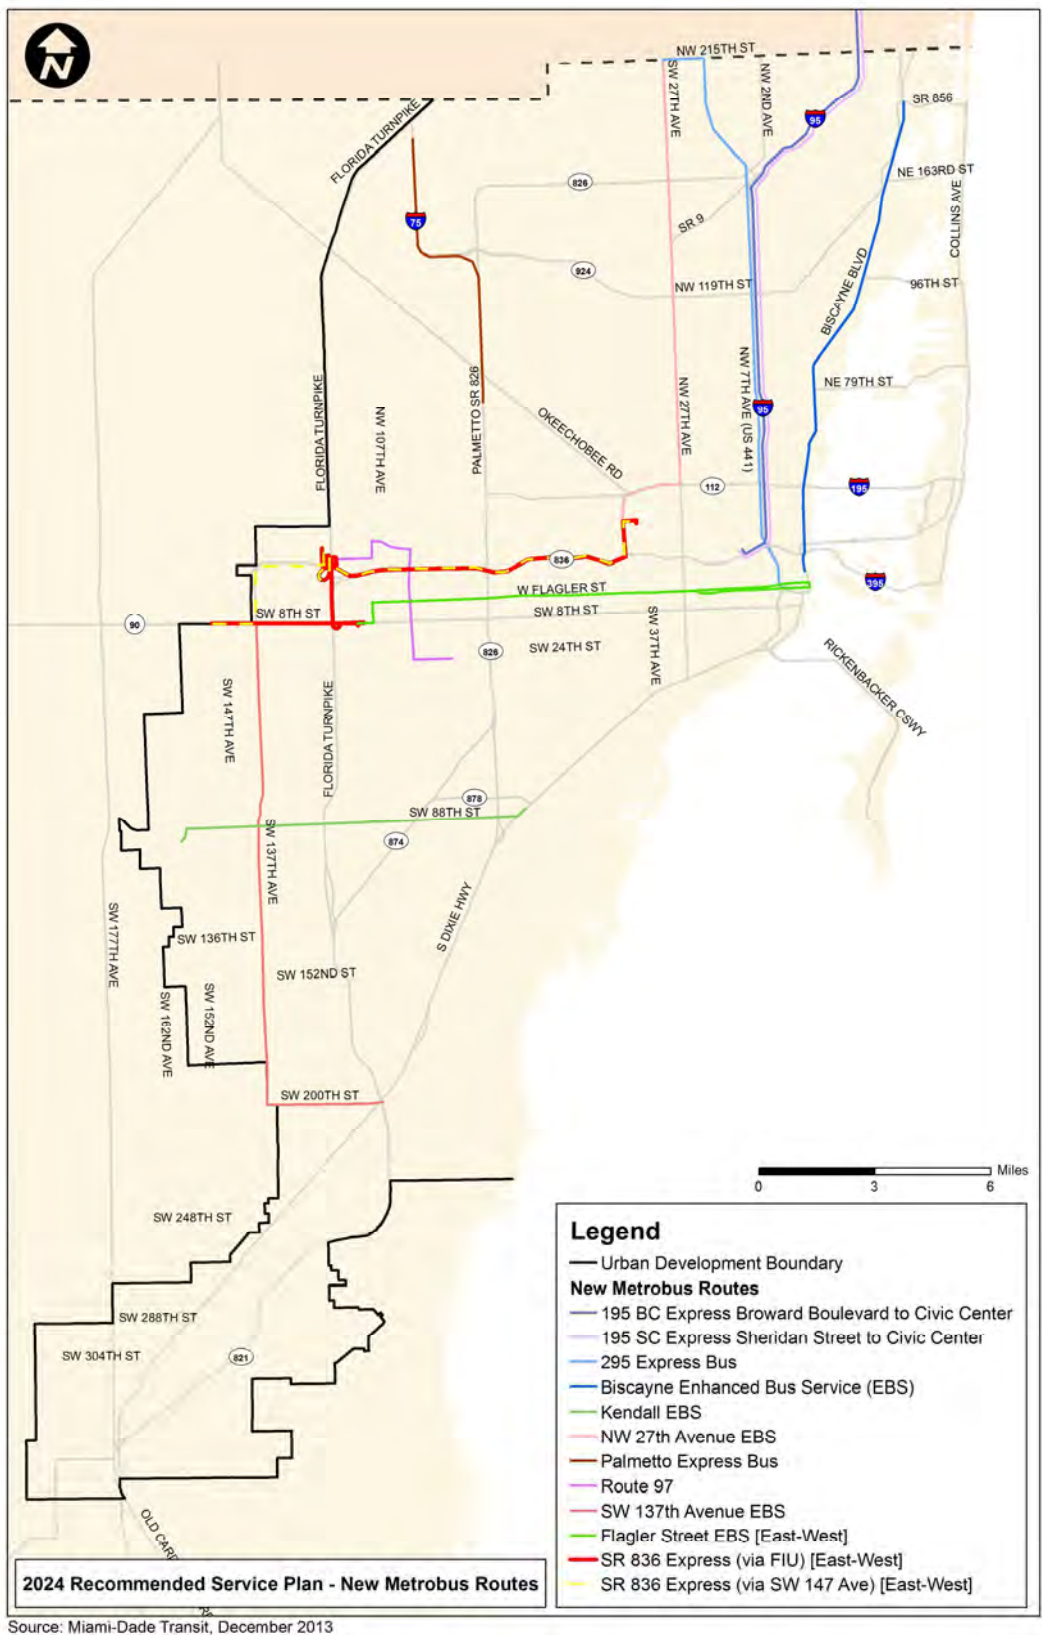 N
NW 215TH ST
SR 856
FLORIDA TURNPIKE
SW 27TH AVE
NW 2ND AVE
95
NE 163RD ST
826
75
SR 9
COLLINS AVE
924
NW 119TH ST
BISCAYNE BLVD
96TH ST
FLORIDA TURNPIKE
NW 107TH AVE
PALMETTO SR 826
OKEECHOBEE RD
NW 27TH AVE
NW 7TH AVE (US 441)
95
NE 79TH ST
112
195
836
395
W FLAGLER ST
SW 8TH ST
SW 8TH ST
90
826
SW 24TH ST
SW 37TH AVE
RICKENBACKER CSWY
SW 147TH AVE
FLORIDA TURNPIKE
878
SW 88TH ST
874
SW 137TH AVE
S DIXIE HWY
SW 177TH AVE
SW 136TH ST
SW 152ND ST
SW 162ND AVE
SW 152ND AVE
SW 200TH ST
Miles
0 3 6
SW 248TH ST
SW 288TH ST
SW 304TH ST
821
OLD CARD
Legend
Urban Development Boundary
New Metrobus Routes
195 BC Express Broward Boulevard to Civic Center
195 SC Express Sheridan Street to Civic Center
295 Express Bus
Biscayne Enhanced Bus Service (EBS)
Kendall EBS
NW 27th Avenue EBS
Palmetto Express Bus
Route 97
SW 137th Avenue EBS
Flagler Street EBS [East-West]
SR 836 Express (via FIU) [East-West]
SR 836 Express (via SW 147 Ave) [East-West]
2024 Recommended Service Plan - New Metrobus Routes
Source: Miami-Dade Transit, December 2013